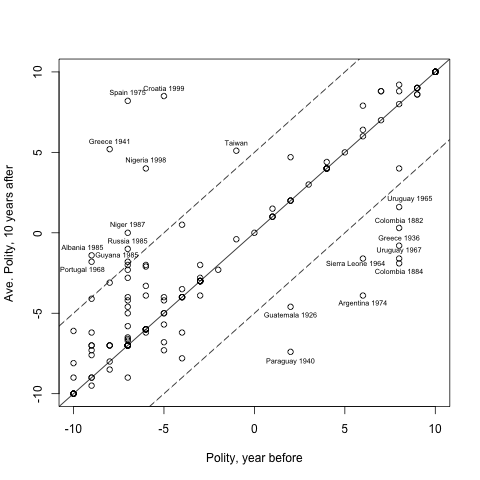 10
5
0
-5
-10
Ave. Polity, 10 years after
Spain 1975
Croatia 1999
Greece 1941
Taiwan
Nigeria 1998
Uruguay 1965
Niger 1987
Colombia 1882
Russia 1985
Greece 1936
Albania 1985
Guyana 1985
Uruguay 1967
Portugal 1968
Sierra Leone 1964
Colombia 1884
Argentina 1974
Guatemala 1926
Paraguay 1940
-10
-5
0
5
10
Polity, year before